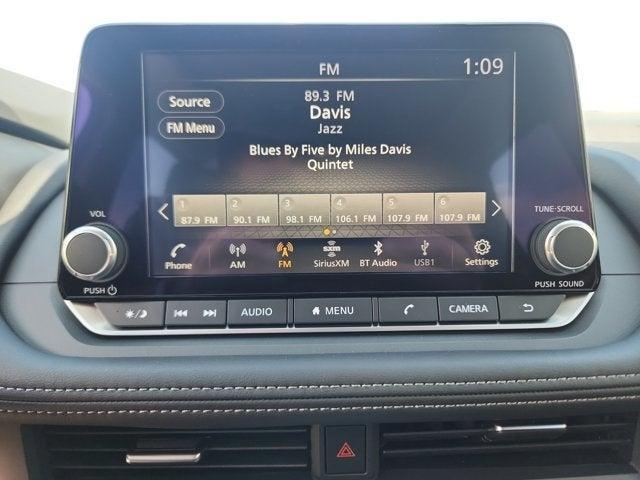 FM 1:09
Source
FM Menu
89.3 FM
Davis
Jazz
Blues By Five by Miles Davis
Quintet
1 2 3 4 5 6
87.9 FM 90.1 FM 98.1 FM 106.1 FM 107.9 FM 107.9 FM
sxm
Phone AM FM SiriusXM BT Audio USB1 Settings
VOL
PUSH
TUNE·SCROLL
PUSH SOUND
AUDIO MENU CAMERA